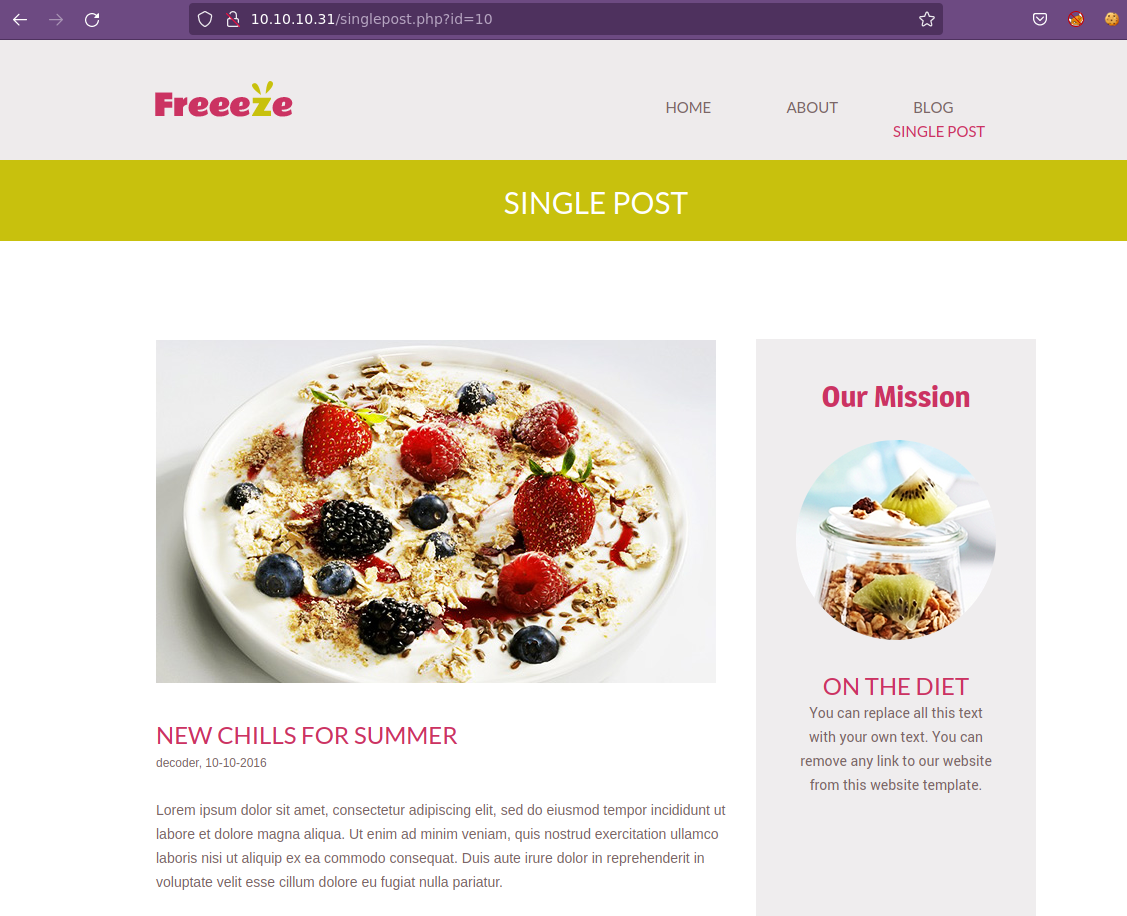 10.10.10.31/singlepost.php?id=10
Freeeze
HOME ABOUT BLOG
SINGLE POST
SINGLE POST
NEW CHILLS FOR SUMMER
decoder, 10-10-2016
Lorem ipsum dolor sit amet, consectetur adipiscing elit, sed do eiusmod tempor incididunt ut
labore et dolore magna aliqua. Ut enim ad minim veniam, quis nostrud exercitation ullamco
laboris nisi ut aliquip ex ea commodo consequat. Duis aute irure dolor in reprehenderit in
voluptate velit esse cillum dolore eu fugiat nulla pariatur.
Our Mission
ON THE DIET
You can replace all this text
with your own text. You can
remove any link to our website
from this website template.